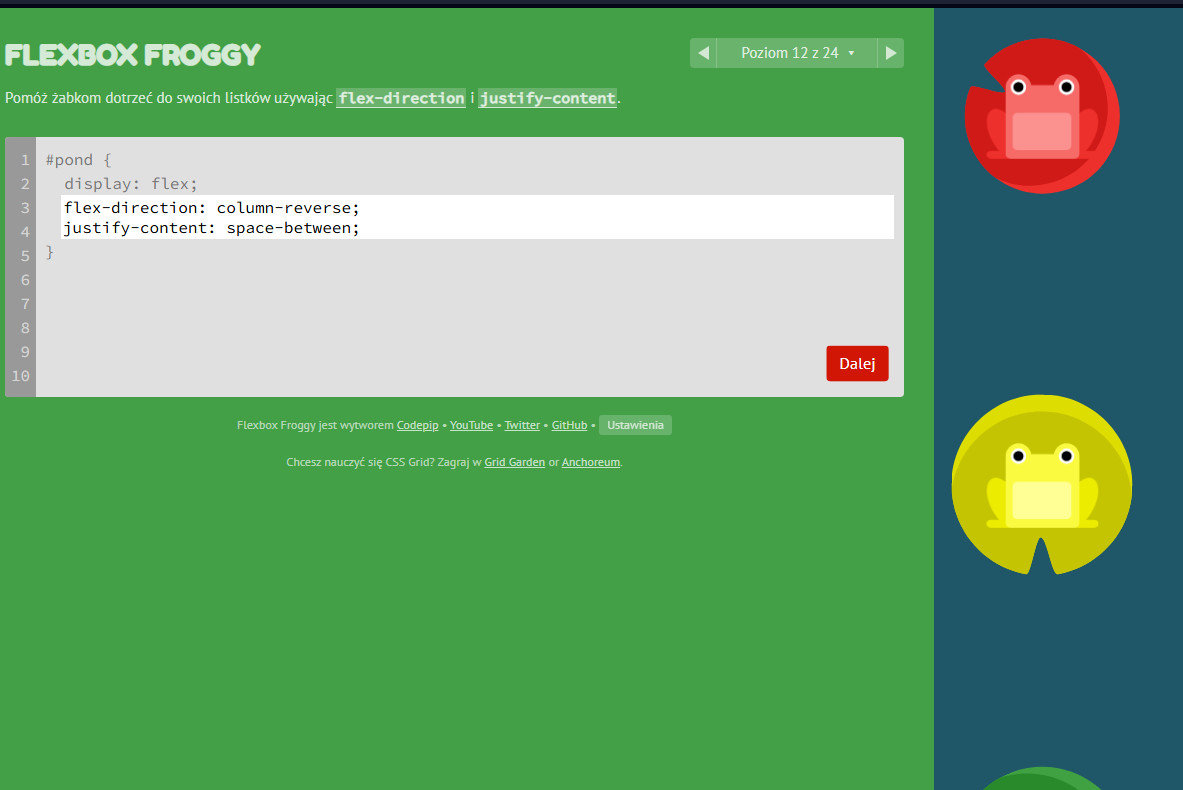 FLEXBOX FROGGY
Poziom 12 z 24
Pomóż żabkom dotrzeć do swoich listków używając flex-direction i justify-content.
1 #pond {
2 display: flex;
3 flex-direction: column-reverse;
4 justify-content: space-between;
5 }
6
7
8
9
10
Dalej
Flexbox Froggy jest wytworem Codepip • YouTube • Twitter • GitHub • Ustawienia
Chcesz nauczyć się CSS Grid? Zagraj w Grid Garden or Anchoreum.